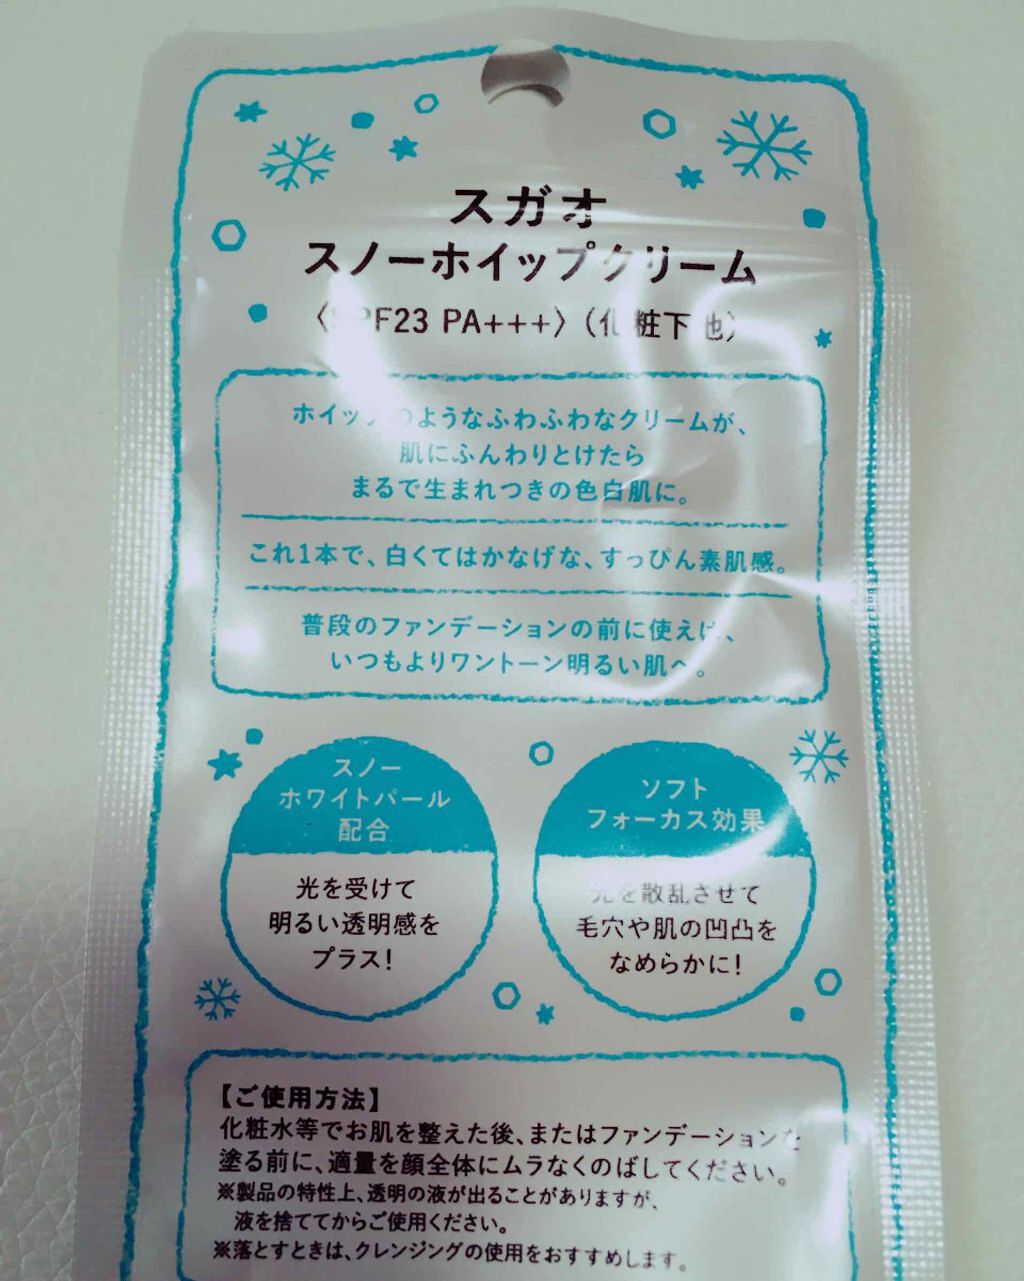 スガオ
スノーホイップクリーム
〈SPF23 PA+++〉(化粧下地)
ホイップのようなふわふわなクリームが、
肌にふんわりとけたら
まるで生まれつきの色白肌に。
これ1本で、白くてはかなげな、すっぴん素肌感。
普段のファンデーションの前に使えば、
いつもよりワントーン明るい肌へ。
スノー
ホワイトパール
配合
光を受けて
明るい透明感を
プラス!
ソフト
フォーカス効果
光を散乱させて
毛穴や肌の凹凸を
なめらかに!
【ご使用方法】
化粧水等でお肌を整えた後、またはファンデーションを
塗る前に、適量を顔全体にムラなくのばしてください。
※製品の特性上、透明の液が出ることがありますが、
液を捨ててからご使用ください。
※落とすときは、クレンジングの使用をおすすめします。